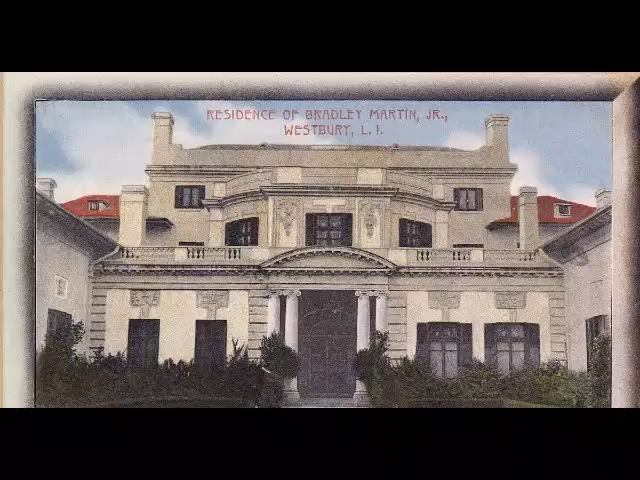 RESIDENCE OF BRADLEY MARTIN, JR.,
WESTBURY, L. I.